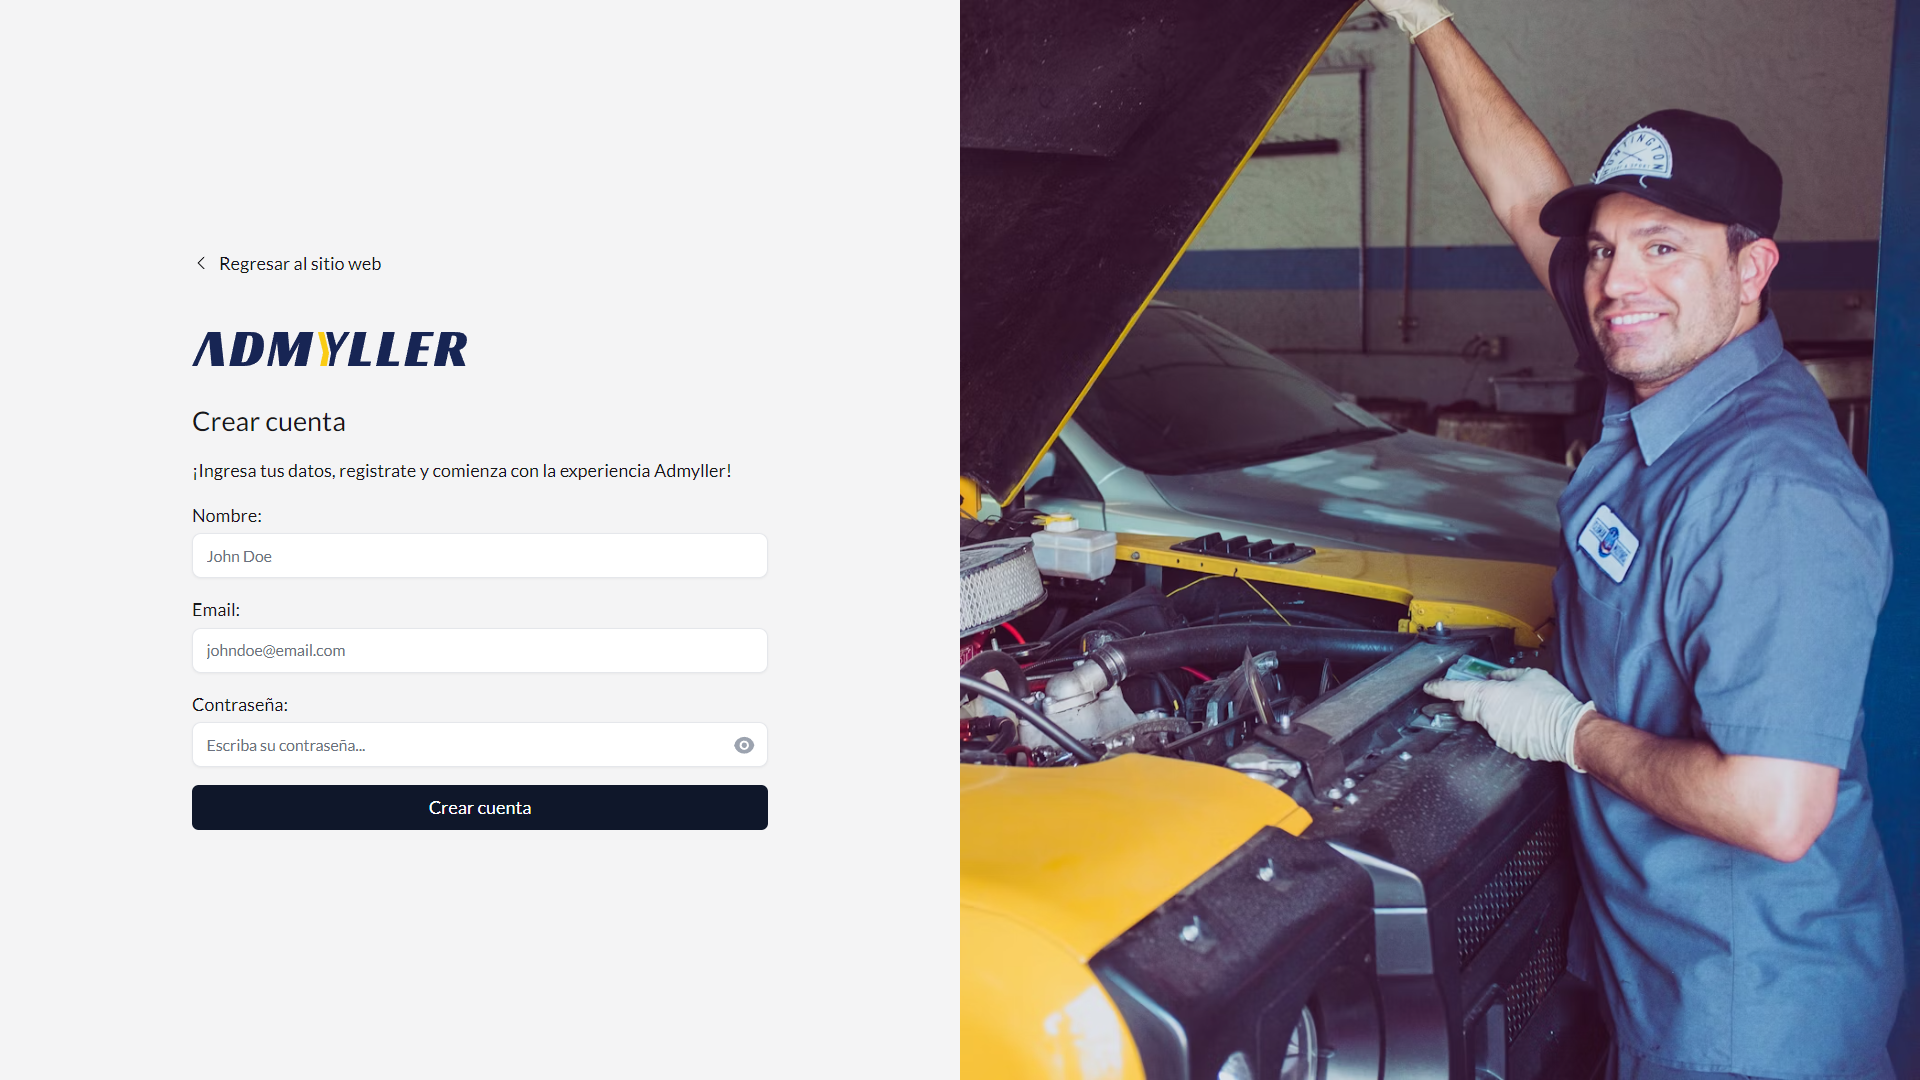 Regresar al sitio web
ADMYLLER
Crear cuenta
¡Ingresa tus datos, registrate y comienza con la experiencia Admyller!
Nombre:
John Doe
Email:
johndoe@email.com
Contraseña:
Escriba su contraseña...
Crear cuenta